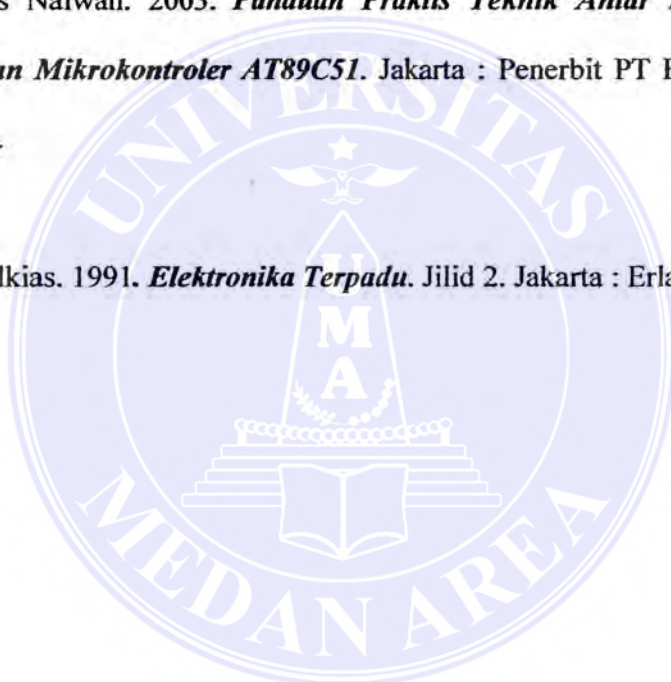 Nalwan. 2003. Panduan Praktis Teknik Antar
Mikrokontroler AT89C51. Jakarta : Penerbit PT
lkias. 1991. Elektronika Terpadu. Jilid 2. Jakarta : Erla
UNIVERSITAS
U
M
A
MEDAN AREA